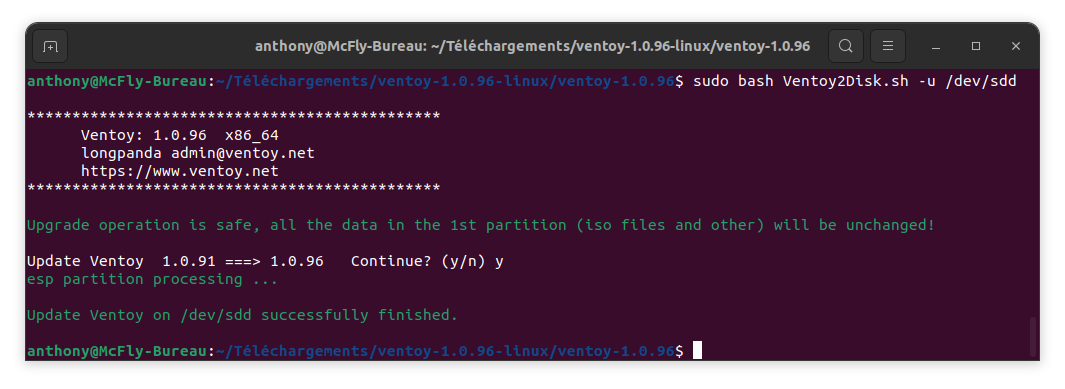 anthony@McFly-Bureau: ~/Téléchargements/ventoy-1.0.96-linux/ventoy-1.0.96
anthony@McFly-Bureau:~/Téléchargements/ventoy-1.0.96-linux/ventoy-1.0.96$ sudo bash Ventoy2Disk.sh -u /dev/sdd
**********************************************
Ventoy: 1.0.96  x86_64
longpanda admin@ventoy.net
https://www.ventoy.net
**********************************************
Upgrade operation is safe, all the data in the 1st partition (iso files and other) will be unchanged!
Update Ventoy  1.0.91 ===> 1.0.96   Continue? (y/n) y
esp partition processing ...
Update Ventoy on /dev/sdd successfully finished.
anthony@McFly-Bureau:~/Téléchargements/ventoy-1.0.96-linux/ventoy-1.0.96$